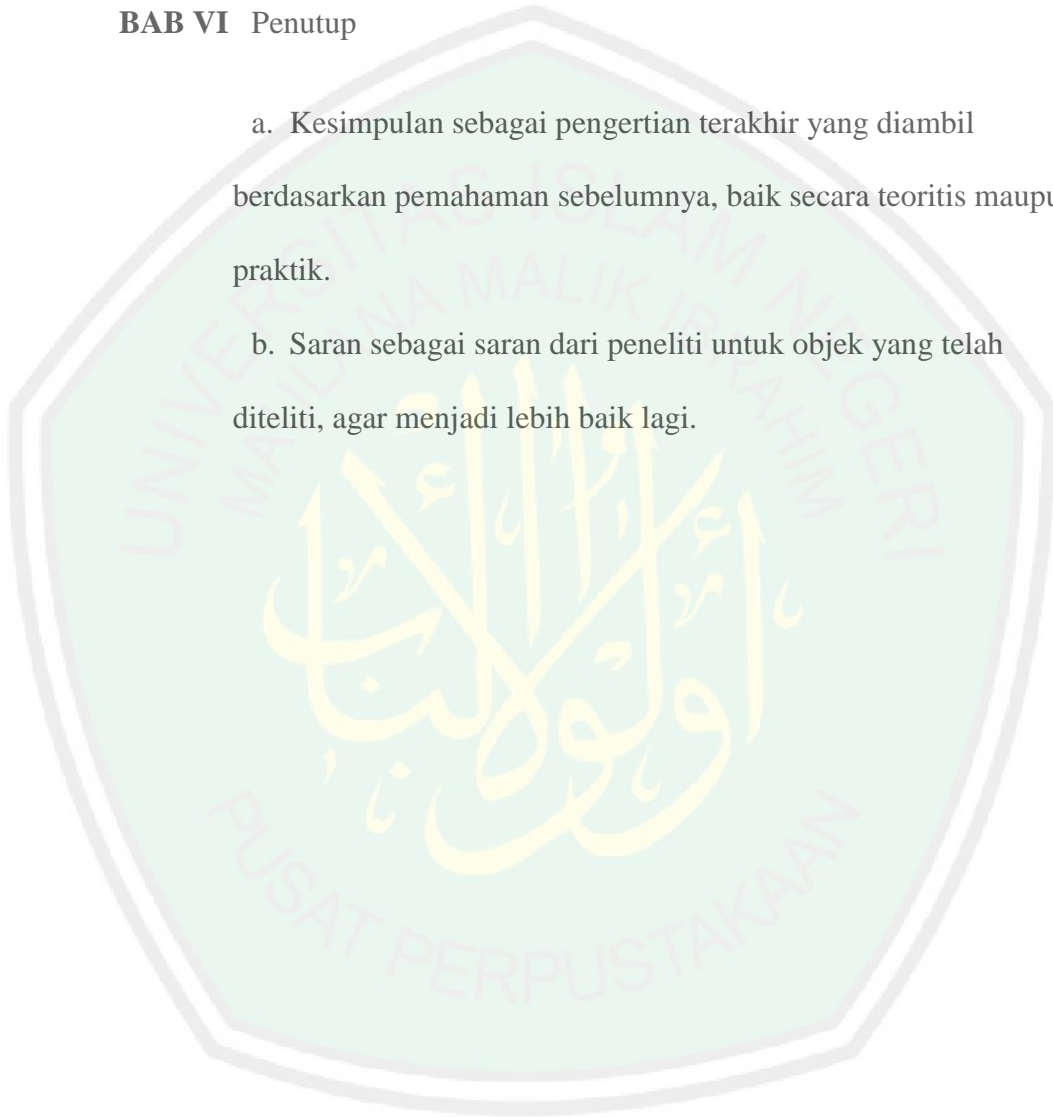 BAB VI Penutup
a. Kesimpulan sebagai pengertian terakhir yang diambil
berdasarkan pemahaman sebelumnya, baik secara teoritis maupu
praktik.
b. Saran sebagai saran dari peneliti untuk objek yang telah
diteliti, agar menjadi lebih baik lagi.
UNIVERSITAS ISLAM NEGERI
MAULANA MALIK IBRAHIM
PUSAT PERPUSTAKAAN